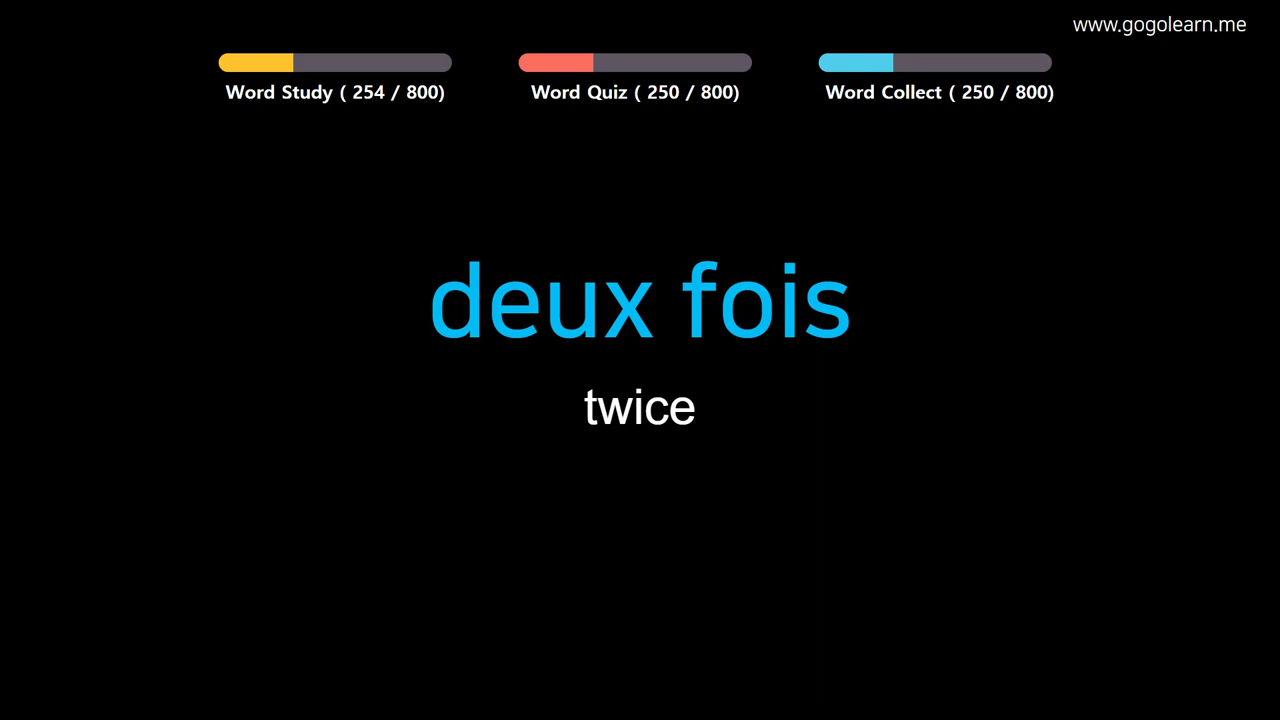 www.gogolearn.me
Word Study ( 254 / 800)
Word Quiz ( 250 / 800)
Word Collect ( 250 / 800)
deux fois
twice